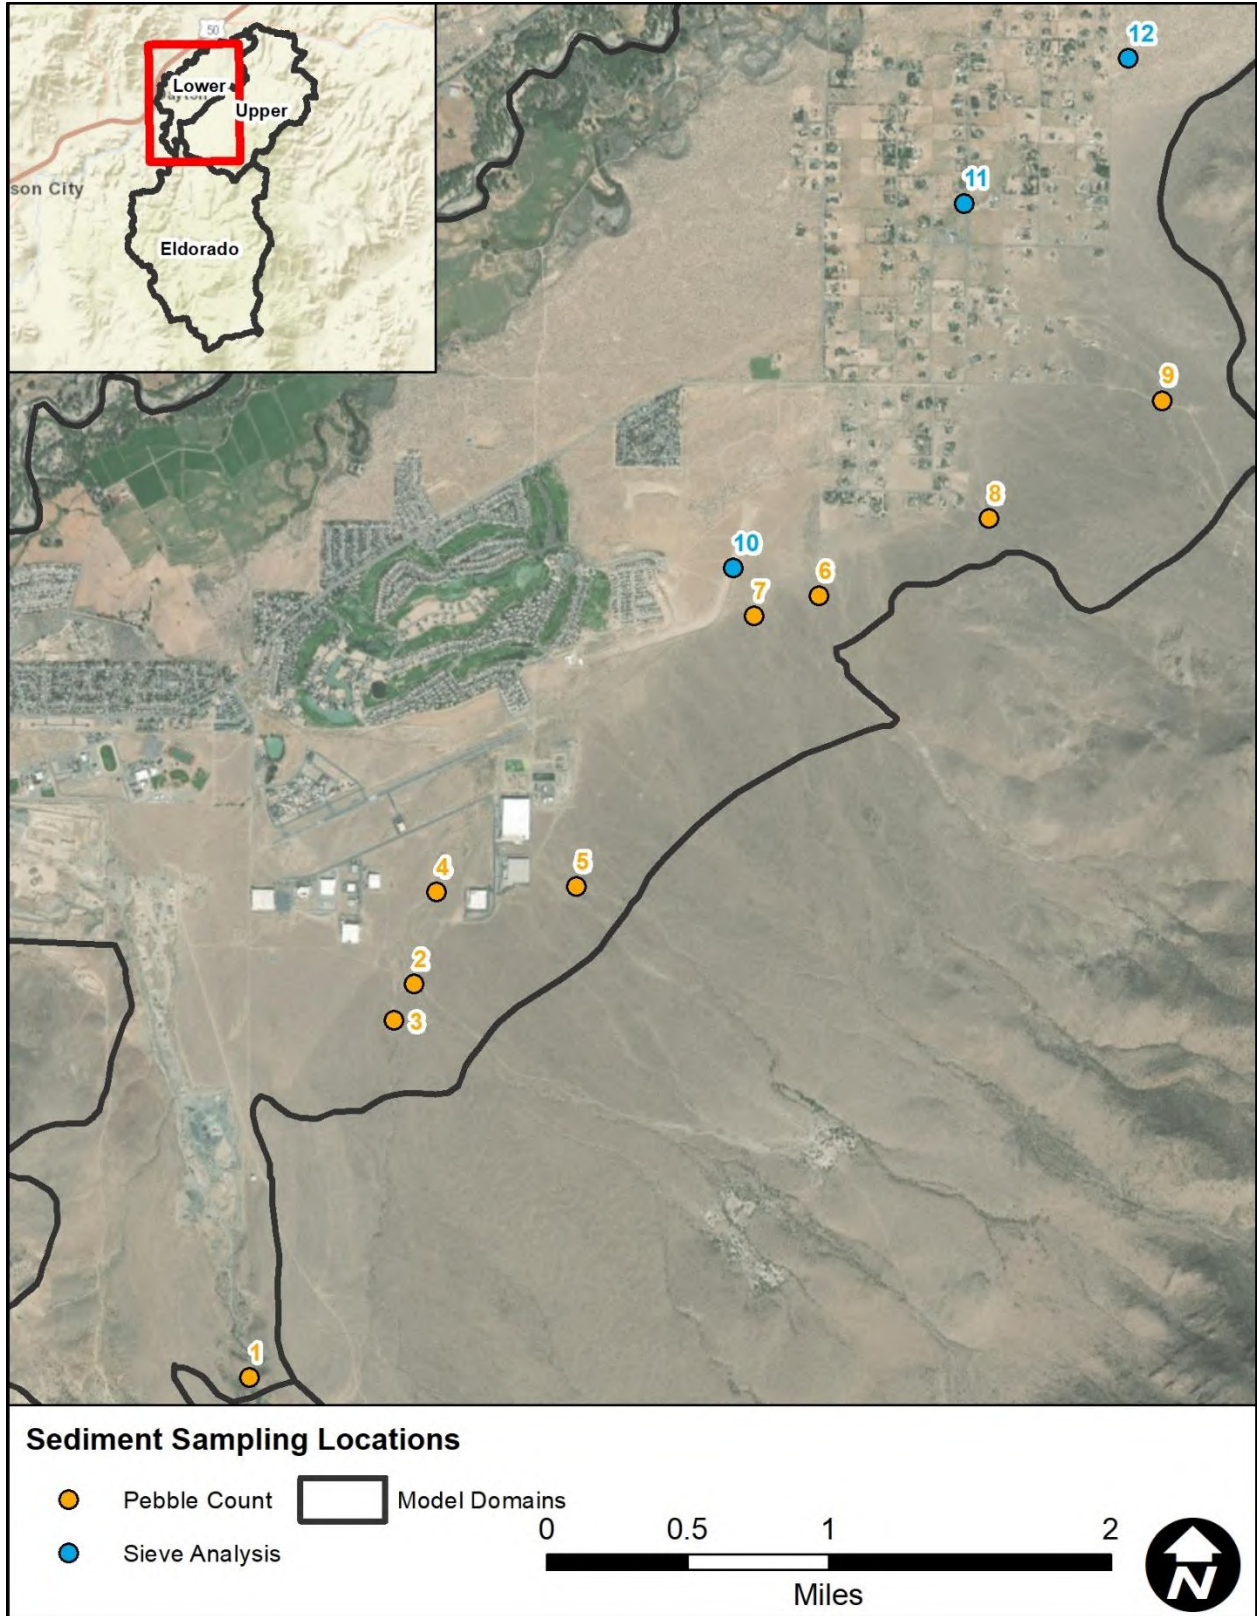 50
Lower
Upper
son City
Eldorado
12
11
9
8
10
6
7
4
5
2
3
1
Sediment Sampling Locations
Pebble Count
Model Domains
Sieve Analysis
0 0.5 1 2
Miles
N